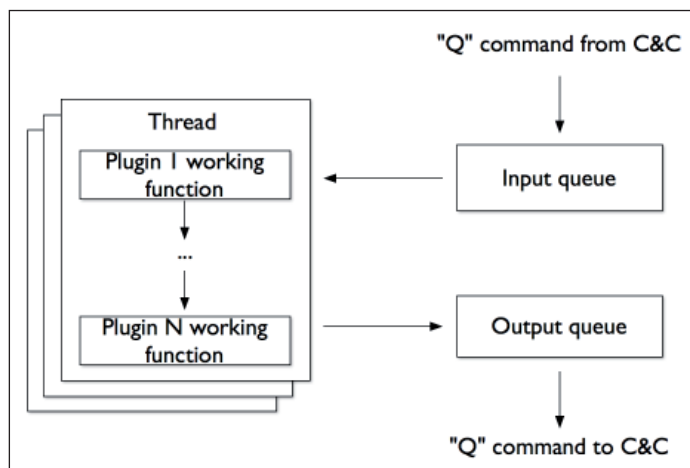 "Q" command from C&C
Thread
Plugin 1 working
function
Input queue
...
Plugin N working
function
Output queue
"Q" command to C&C